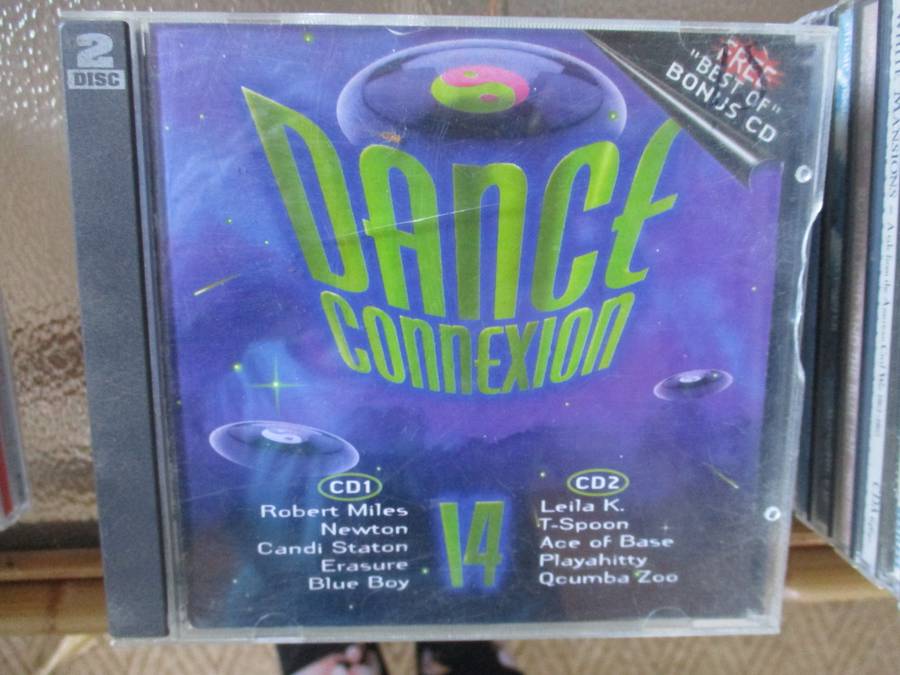 2
DISC
FREE
"BEST OF"
BONUS CD
DANCE
CONNEXION
CD1
Robert Miles
Newton
Candi Staton
Erasure
Blue Boy
14
CD2
Leila K.
T-Spoon
Ace of Base
Playahitty
Qcumba Zoo
MANSIONS